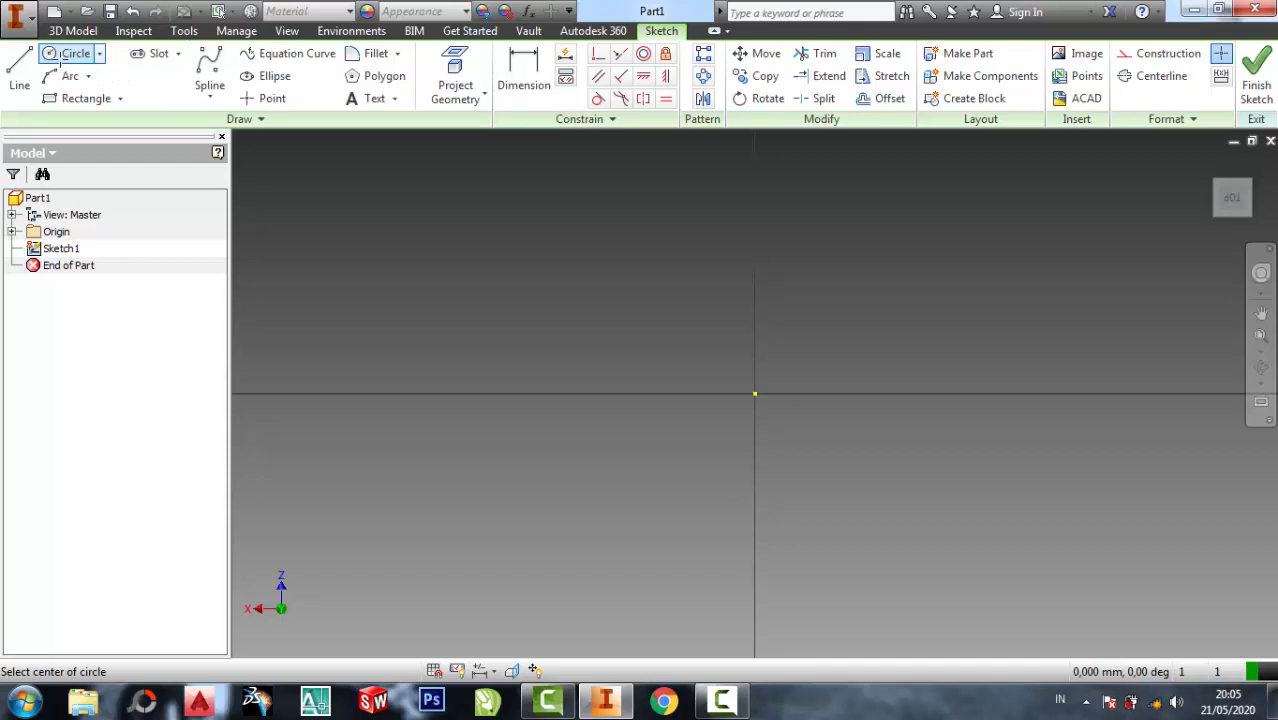 Material
Appearance
fx
Part1
Type a keyword or phrase
Sign In
3D Model
Inspect
Tools
Manage
View
Environments
BIM
Get Started
Vault
Autodesk 360
Sketch
Line
Circle
Arc
Rectangle
Slot
Spline
Equation Curve
Ellipse
Point
Fillet
Polygon
Text
Project Geometry
Dimension
Move
Copy
Rotate
Trim
Extend
Split
Scale
Stretch
Offset
Make Part
Make Components
Create Block
Image
Points
ACAD
Construction
Centerline
Finish Sketch
Draw
Constrain
Pattern
Modify
Layout
Insert
Format
Exit
Model
Part1
View: Master
Origin
Sketch1
End of Part
TOP
Z
X
Y
Select center of circle
0,000 mm, 0,00 deg 1 1
SW
Ps
IN
20:05
21/05/2020